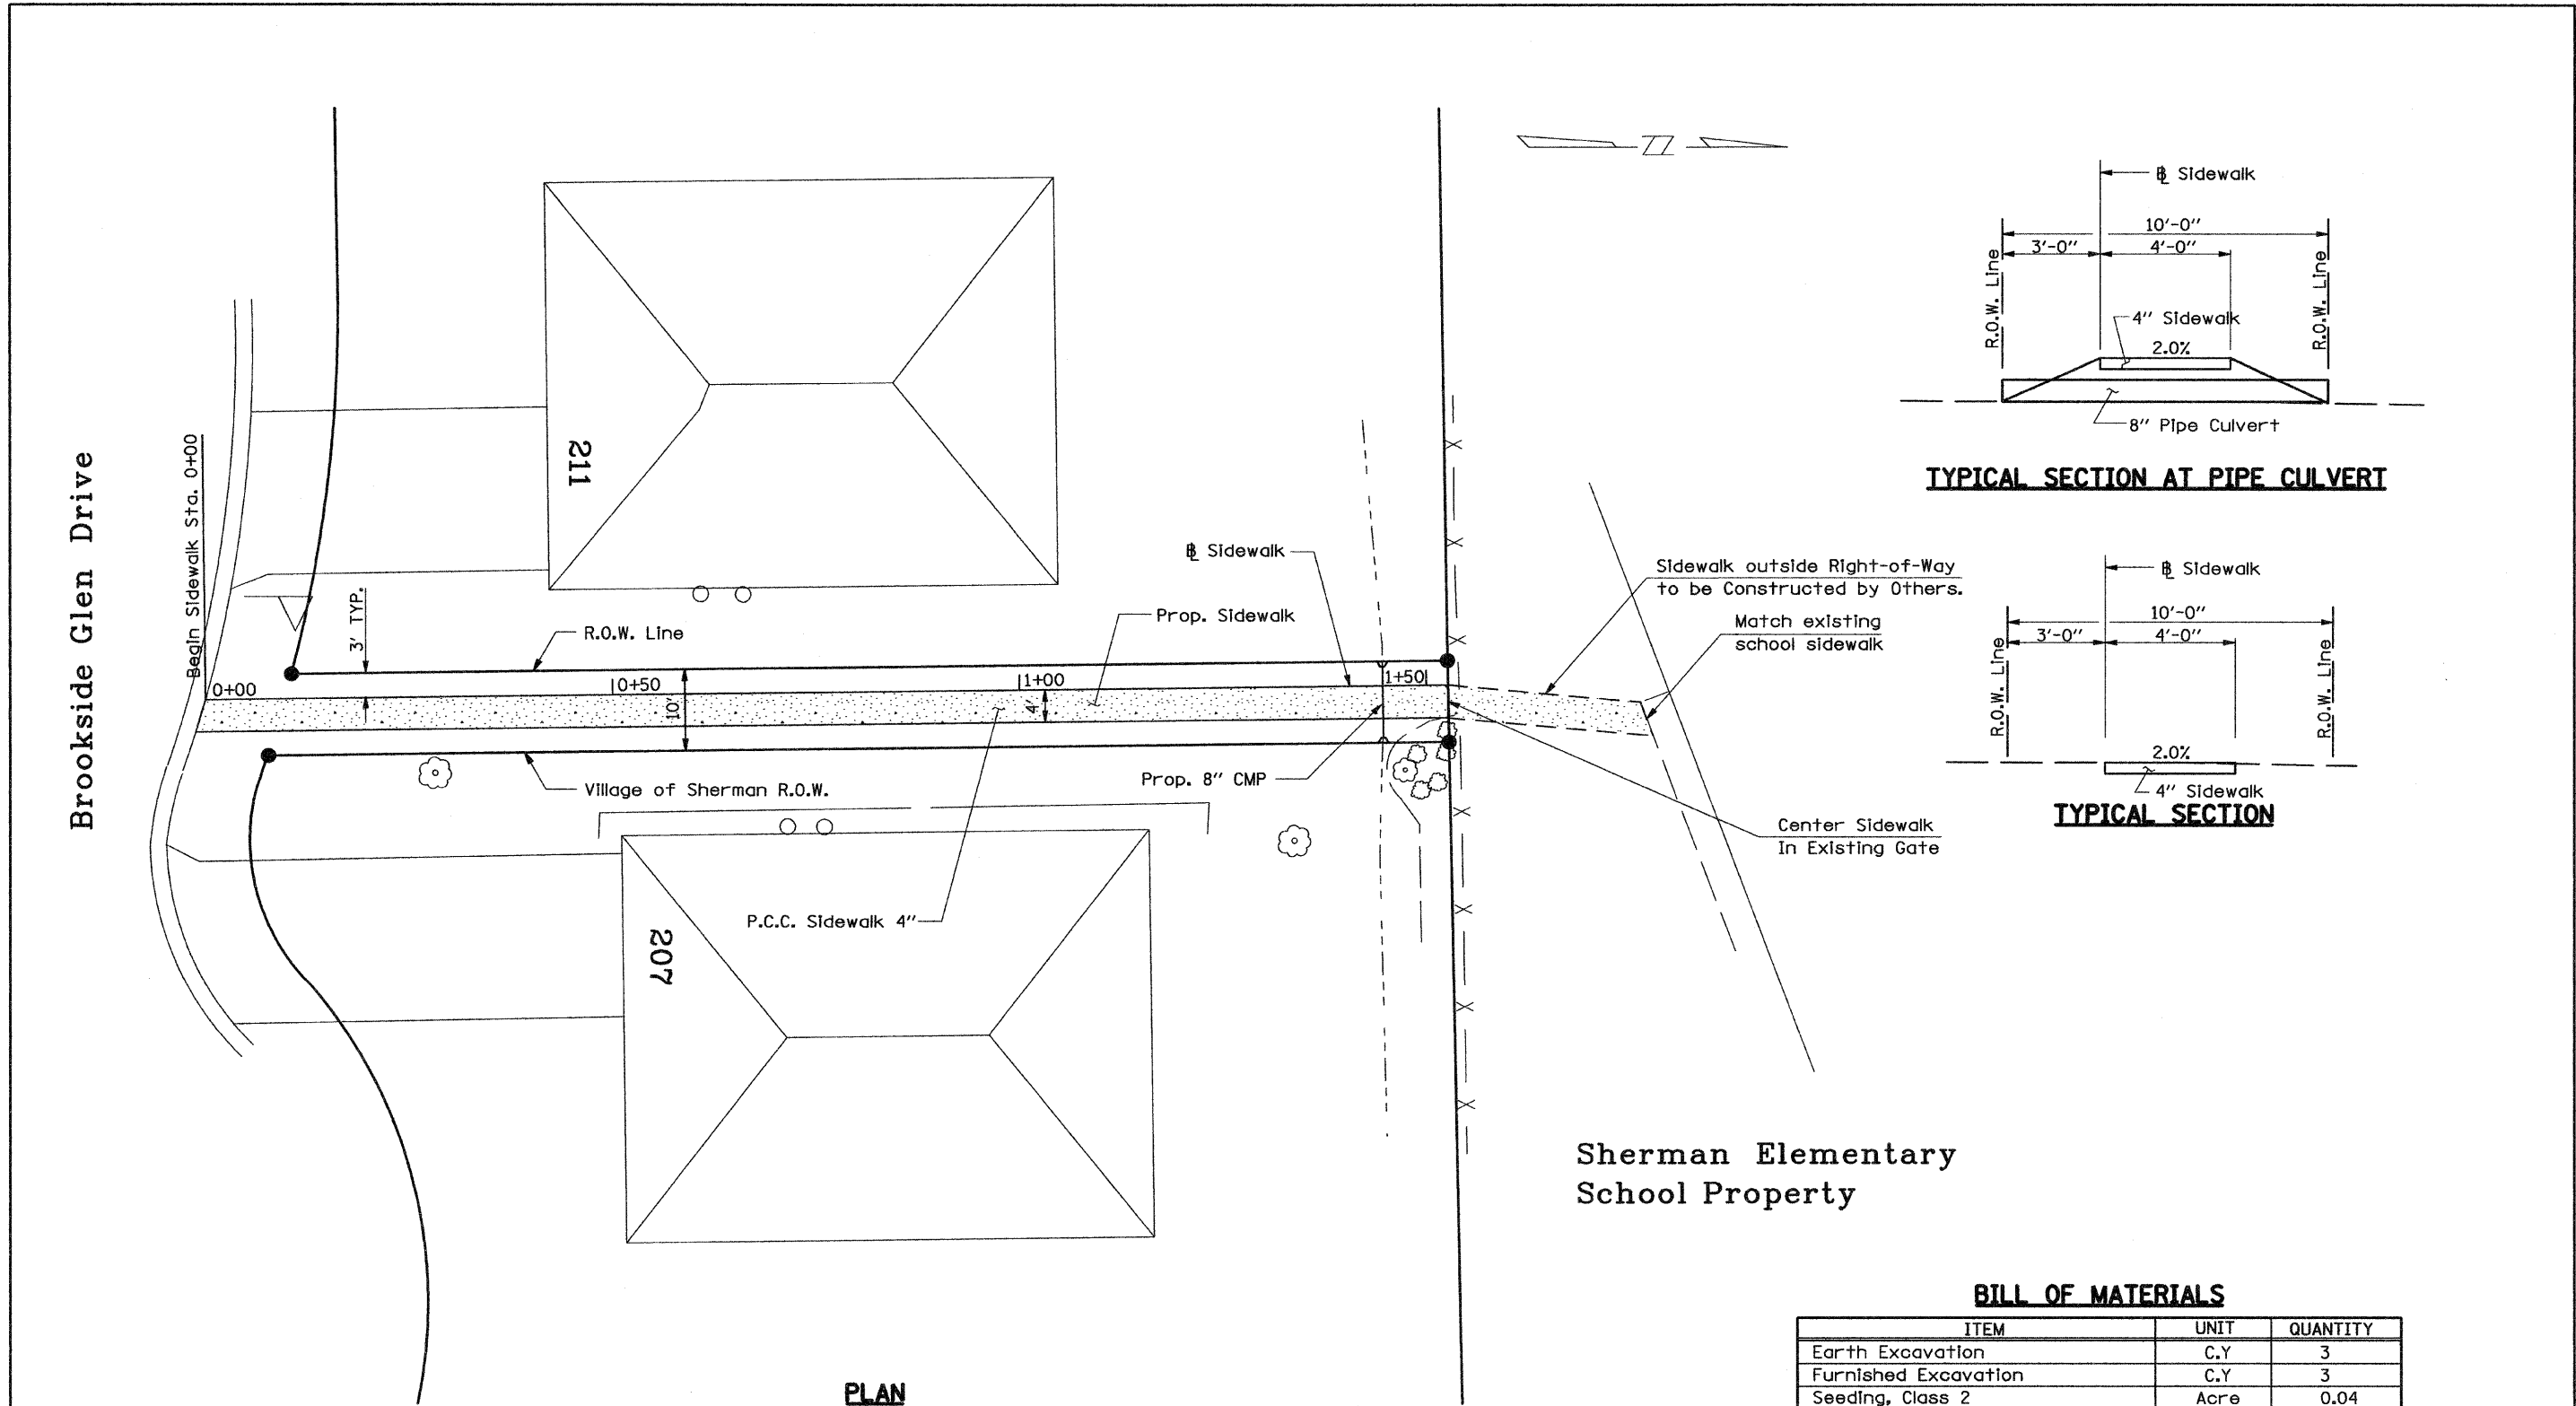 Brookside Glen Drive
Begin Sidewalk Sta. 0+00
211
3' TYP.
R.O.W. Line
0+00
0+50
1+00
1+50
10'
4'
Village of Sherman R.O.W.
P.C.C. Sidewalk 4"
207
℄ Sidewalk
Prop. Sidewalk
Prop. 8" CMP
Sidewalk outside Right-of-Way
to be Constructed by Others.
Match existing
school sidewalk
Center Sidewalk
In Existing Gate
Sherman Elementary
School Property
PLAN
Z
℄ Sidewalk
10'-0"
3'-0" 4'-0"
R.O.W. Line
R.O.W. Line
4" Sidewalk
2.0%
8" Pipe Culvert
TYPICAL SECTION AT PIPE CULVERT
℄ Sidewalk
10'-0"
3'-0" 4'-0"
R.O.W. Line
R.O.W. Line
2.0%
4" Sidewalk
TYPICAL SECTION
BILL OF MATERIALS
ITEM UNIT QUANTITY
Earth Excavation C.Y 3
Furnished Excavation C.Y 3
Seeding, Class 2 Acre 0.04